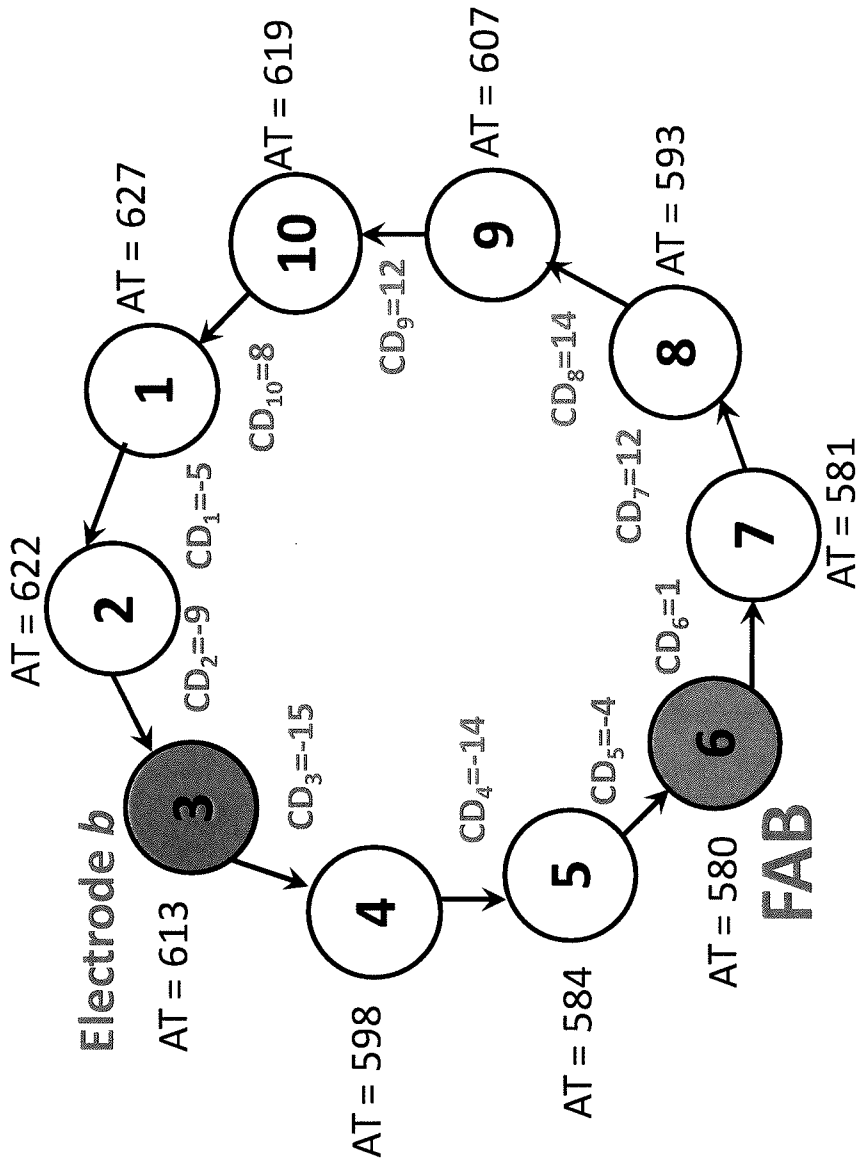 Electrode b
AT = 613
3
CD₃=-15
AT = 598
4
CD₄=-14
AT = 584
5
CD₅=-4
AT = 580
6
FAB
CD₆=1
AT = 581
7
CD₇=12
AT = 593
8
CD₈=14
AT = 607
9
CD₉=12
AT = 619
10
CD₁₀=8
AT = 627
1
CD₁=-5
AT = 622
2
CD₂=-9